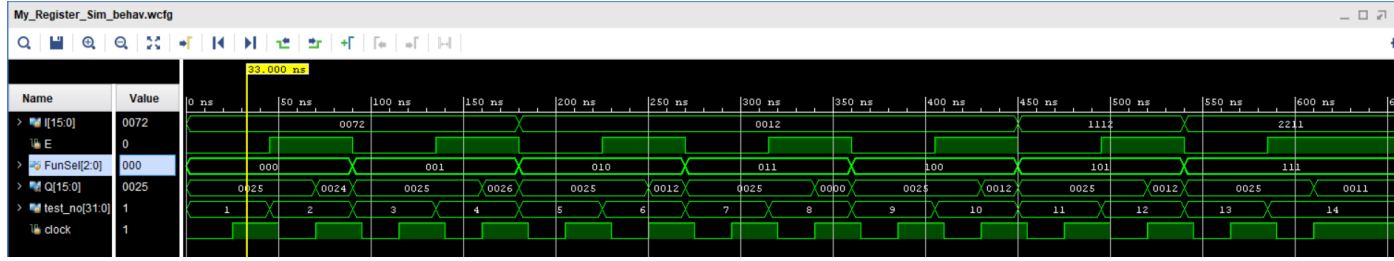 My_Register_Sim_behav.wcfg
33.000 ns
Name Value 0 ns 50 ns 100 ns 150 ns 200 ns 250 ns 300 ns 350 ns 400 ns 450 ns 500 ns 550 ns 600 ns
I[15:0] 0072 0072 0012 1112 2211
E 0
FunSel[2:0] 000 000 001 010 011 100 101 111
Q[15:0] 0025 0025 0024 0025 0026 0025 0012 0025 0000 0025 0012 0025 0012 0025 0011
test_no[31:0] 1 1 2 3 4 5 6 7 8 9 10 11 12 13 14
clock 1